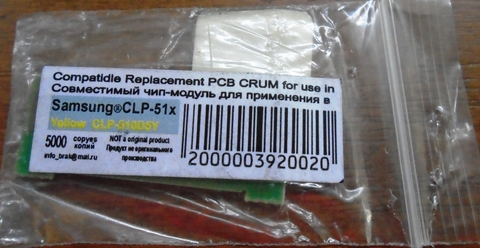 Compatidle Replacement PCB CRUM for use in
Совместимый чип-модуль для применения в
Samsung®CLP-51x
Yellow CLP-510D5Y
5000 copyes
копий
NOT a original product
Продукт не оригинального
производства
info_brak@mail.ru
2000003920020